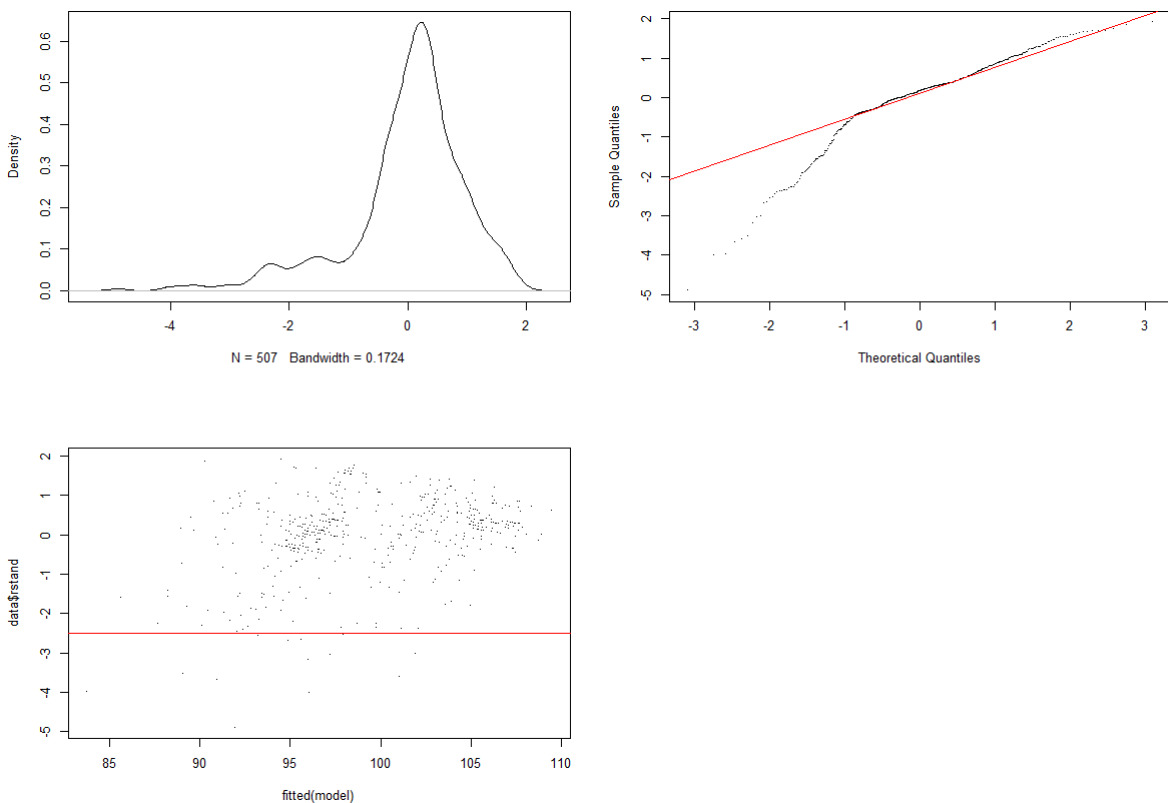 Density
0.0 0.1 0.2 0.3 0.4 0.5 0.6
-4 -2 0 2
N = 507 Bandwidth = 0.1724
Sample Quantiles
-5 -4 -3 -2 -1 0 1 2
-3 -2 -1 0 1 2 3
Theoretical Quantiles
data$rstand
-5 -4 -3 -2 -1 0 1 2
85 90 95 100 105 110
fitted(model)